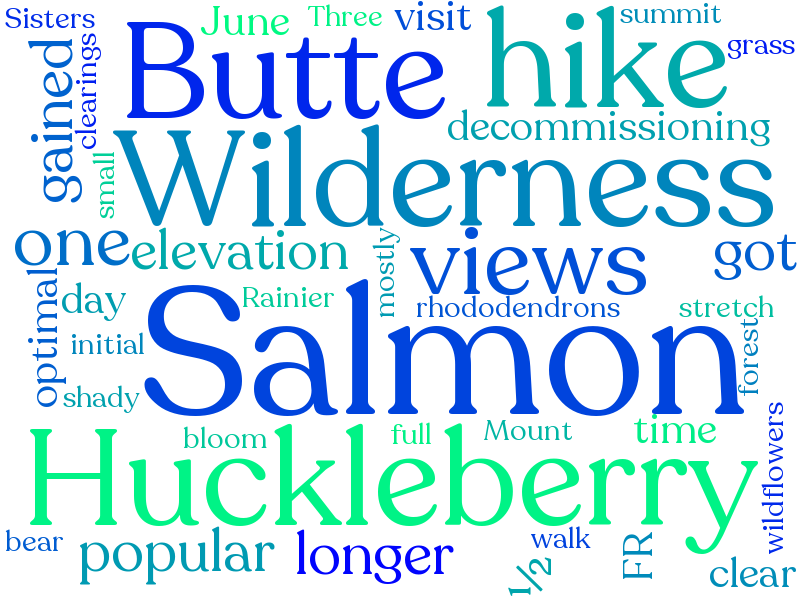 Sisters
June
Three
visit
summit
grass
clearings
gained
Butte
hike
decommissioning
small
Wilderness
one
elevation
mostly
views
got
optimal
day
Rainier
rhododendrons
stretch
initial
Salmon
forest
shady
bloom
full
Mount
time
Huckleberry
wildflowers
bear
popular
longer
walk
1/2
FR
clear